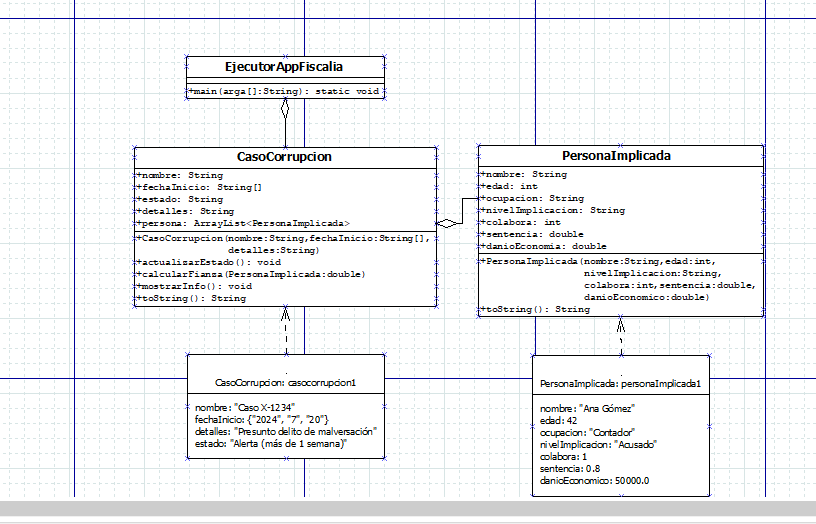 EjecutorAppFiscalia
+main(arga[]:String): static void
CasoCorrupcion
+nombre: String
+fechaInicio: String[]
+estado: String
+detalles: String
+persona: ArrayList<PersonaImplicada>
+CasoCorrupcion(nombre:String,fechaInicio:String[],
detalles:String)
+actualizarEstado(): void
+calcularFianza(PersonaImplicada:double)
+mostrarInfo(): void
+toString(): String
PersonaImplicada
+nombre: String
+edad: int
+ocupacion: String
+nivelImplicacion: String
+colabora: int
+sentencia: double
+danioEconomia: double
+PersonaImplicada(nombre:String,edad:int,
nivelImplicacion:String,
colabora:int,sentencia:double,
danioEconomico:double)
+toString(): String
CasoCorrupcion: casocorrupcion1
nombre: "Caso X-1234"
fechaInicio: {"2024", "7", "20"}
detalles: "Presunto delito de malversación"
estado: "Alerta (más de 1 semana)"
PersonaImplicada: personaImplicada1
nombre: "Ana Gómez"
edad: 42
ocupacion: "Contador"
nivelImplicacion: "Acusado"
colabora: 1
sentencia: 0.8
danioEconomico: 50000.0